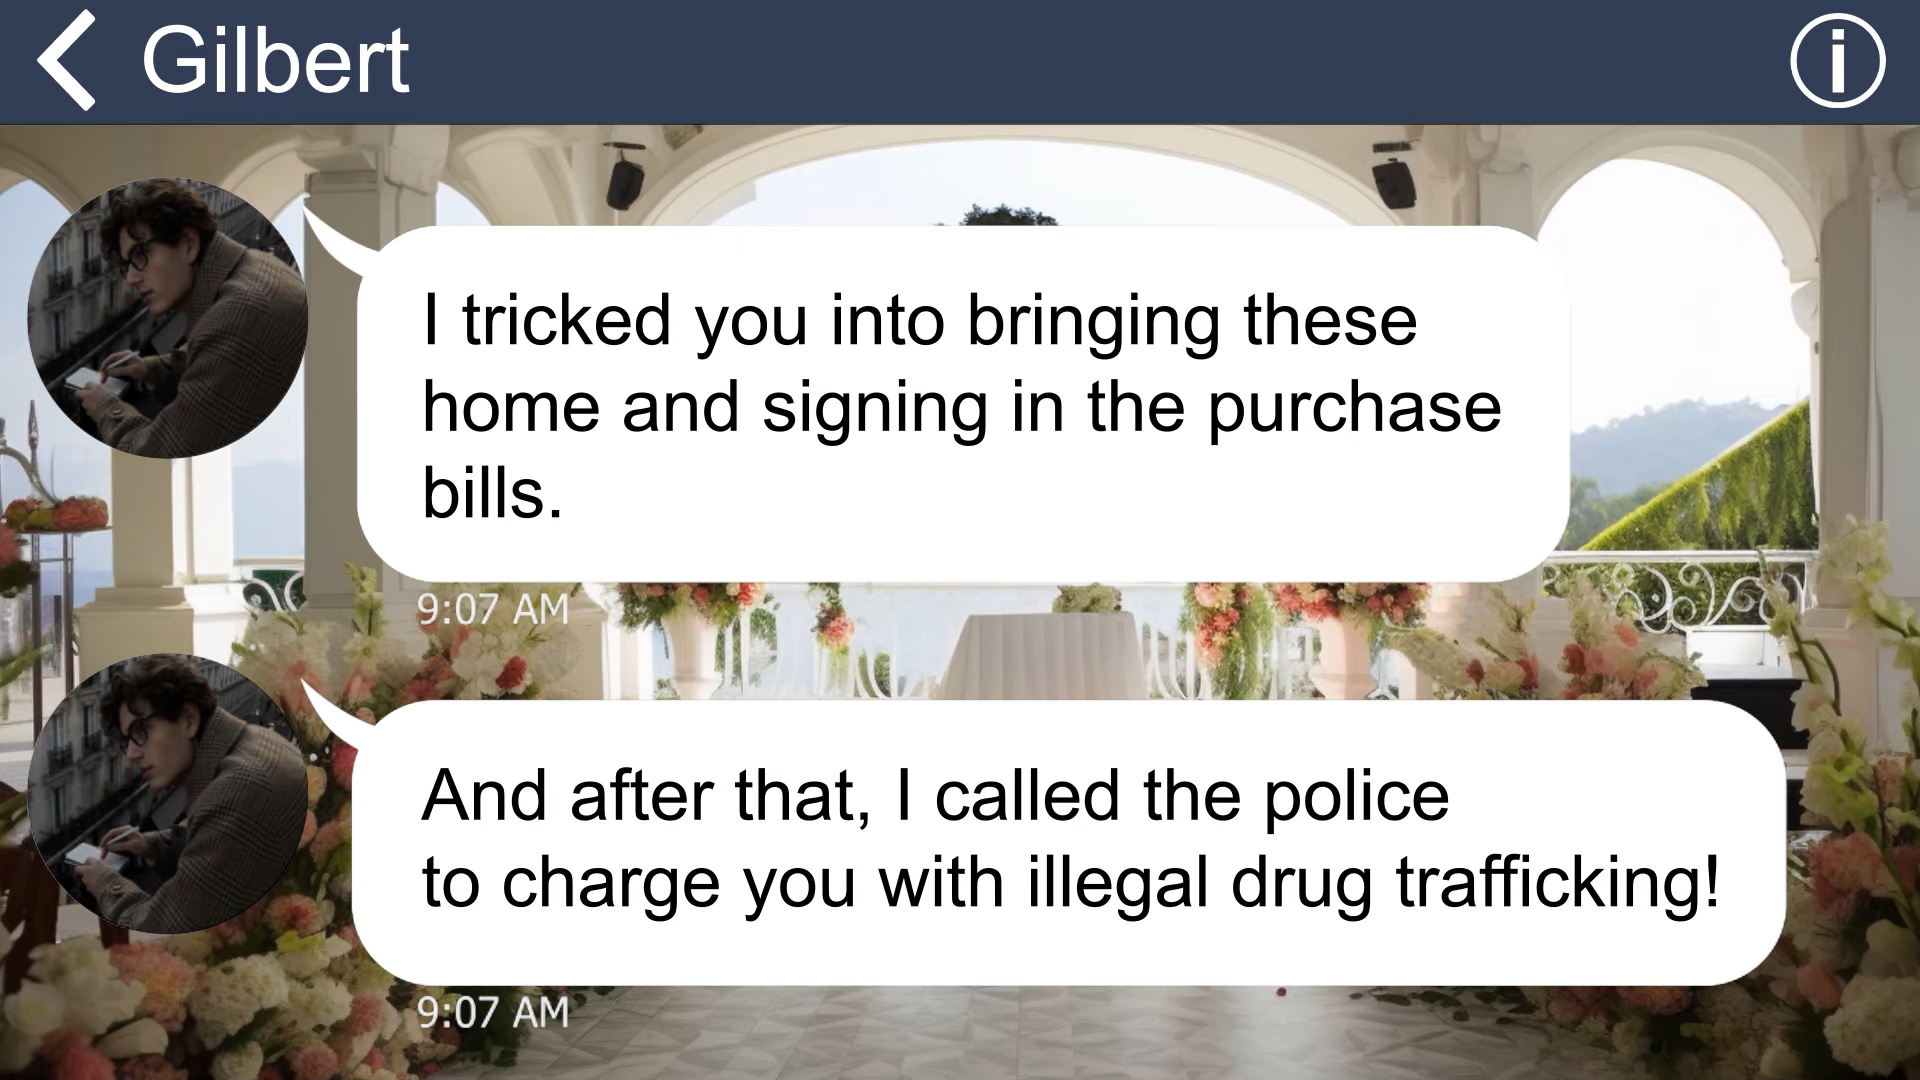 Gilbert
I tricked you into bringing these
home and signing in the purchase
bills.
9:07 AM
And after that, I called the police
to charge you with illegal drug trafficking!
9:07 AM